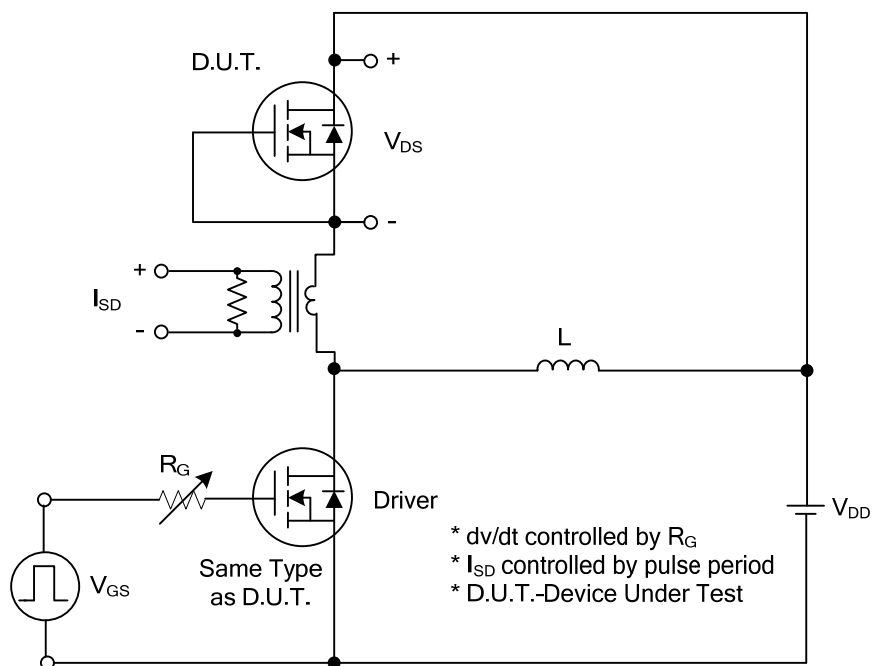 D.U.T.
+
V_DS
-
+
I_SD
-
L
R_G
Driver
V_DD
V_GS
Same Type
as D.U.T.
* dv/dt controlled by R_G
* I_SD controlled by pulse period
* D.U.T.-Device Under Test